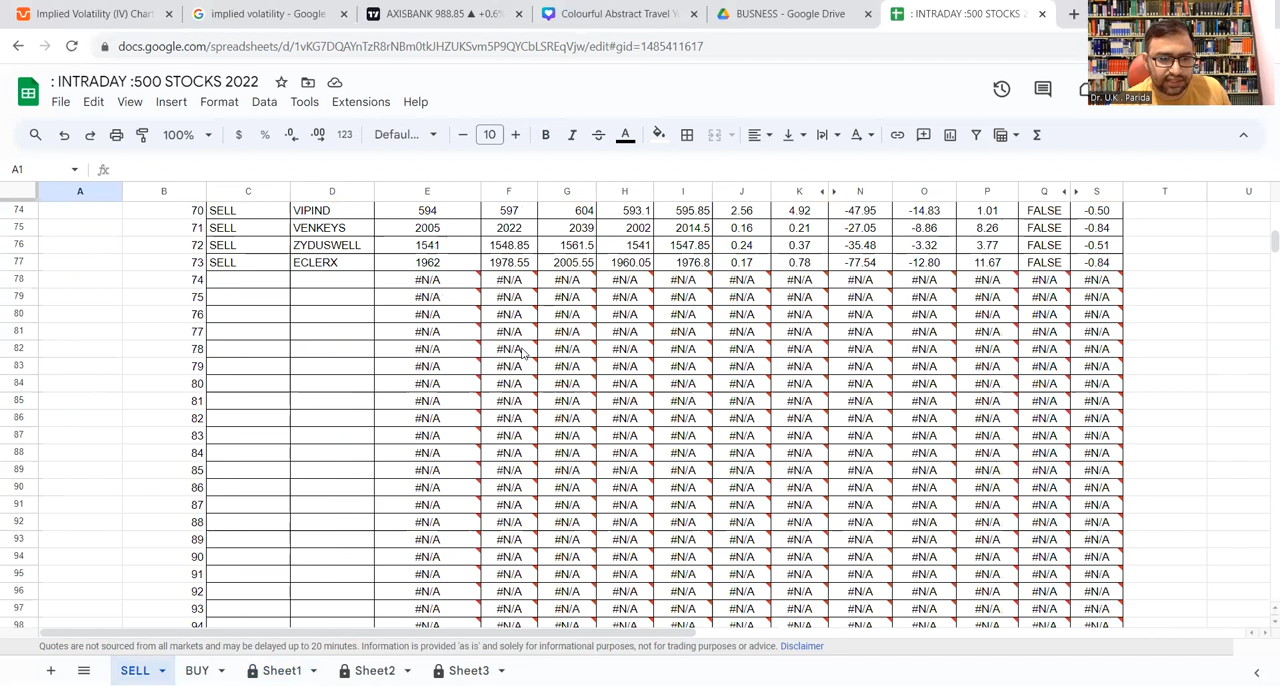 Implied Volatility (IV) Chart
implied volatility - Google
AXISBANK 988.85 ▲ +0.6%
Colourful Abstract Travel Y
BUSNESS - Google Drive
: INTRADAY :500 STOCKS 2022
docs.google.com/spreadsheets/d/1vKG7DQAYnTzR8rNBm0tkJHZUKSvm5P9QYCbLSREqVjw/edit#gid=1485411617
: INTRADAY :500 STOCKS 2022
File Edit View Insert Format Data Tools Extensions Help
Dr. U.K . Parida
100% $ % .0 .00 123 Defaul... 10 B I A
A1 fx
A B C D E F G H I J K N O P Q S T U
74 70 SELL VIPIND 594 597 604 593.1 595.85 2.56 4.92 -47.95 -14.83 1.01 FALSE -0.50
75 71 SELL VENKEYS 2005 2022 2039 2002 2014.5 0.16 0.21 -27.05 -8.86 8.26 FALSE -0.84
76 72 SELL ZYDUSWELL 1541 1548.85 1561.5 1541 1547.85 0.24 0.37 -35.48 -3.32 3.77 FALSE -0.51
77 73 SELL ECLERX 1962 1978.55 2005.55 1960.05 1976.8 0.17 0.78 -77.54 -12.80 11.67 FALSE -0.84
78 74 #N/A #N/A #N/A #N/A #N/A #N/A #N/A #N/A #N/A #N/A #N/A #N/A
79 75 #N/A #N/A #N/A #N/A #N/A #N/A #N/A #N/A #N/A #N/A #N/A #N/A
80 76 #N/A #N/A #N/A #N/A #N/A #N/A #N/A #N/A #N/A #N/A #N/A #N/A
81 77 #N/A #N/A #N/A #N/A #N/A #N/A #N/A #N/A #N/A #N/A #N/A #N/A
82 78 #N/A #N/A #N/A #N/A #N/A #N/A #N/A #N/A #N/A #N/A #N/A #N/A
83 79 #N/A #N/A #N/A #N/A #N/A #N/A #N/A #N/A #N/A #N/A #N/A #N/A
84 80 #N/A #N/A #N/A #N/A #N/A #N/A #N/A #N/A #N/A #N/A #N/A #N/A
85 81 #N/A #N/A #N/A #N/A #N/A #N/A #N/A #N/A #N/A #N/A #N/A #N/A
86 82 #N/A #N/A #N/A #N/A #N/A #N/A #N/A #N/A #N/A #N/A #N/A #N/A
87 83 #N/A #N/A #N/A #N/A #N/A #N/A #N/A #N/A #N/A #N/A #N/A #N/A
88 84 #N/A #N/A #N/A #N/A #N/A #N/A #N/A #N/A #N/A #N/A #N/A #N/A
89 85 #N/A #N/A #N/A #N/A #N/A #N/A #N/A #N/A #N/A #N/A #N/A #N/A
90 86 #N/A #N/A #N/A #N/A #N/A #N/A #N/A #N/A #N/A #N/A #N/A #N/A
91 87 #N/A #N/A #N/A #N/A #N/A #N/A #N/A #N/A #N/A #N/A #N/A #N/A
92 88 #N/A #N/A #N/A #N/A #N/A #N/A #N/A #N/A #N/A #N/A #N/A #N/A
93 89 #N/A #N/A #N/A #N/A #N/A #N/A #N/A #N/A #N/A #N/A #N/A #N/A
94 90 #N/A #N/A #N/A #N/A #N/A #N/A #N/A #N/A #N/A #N/A #N/A #N/A
95 91 #N/A #N/A #N/A #N/A #N/A #N/A #N/A #N/A #N/A #N/A #N/A #N/A
96 92 #N/A #N/A #N/A #N/A #N/A #N/A #N/A #N/A #N/A #N/A #N/A #N/A
97 93 #N/A #N/A #N/A #N/A #N/A #N/A #N/A #N/A #N/A #N/A #N/A #N/A
98 94 #N/A #N/A #N/A #N/A #N/A #N/A #N/A #N/A #N/A #N/A #N/A #N/A
Quotes are not sourced from all markets and may be delayed up to 20 minutes. Information is provided 'as is' and solely for informational purposes, not for trading purposes or advice. Disclaimer
SELL BUY Sheet1 Sheet2 Sheet3